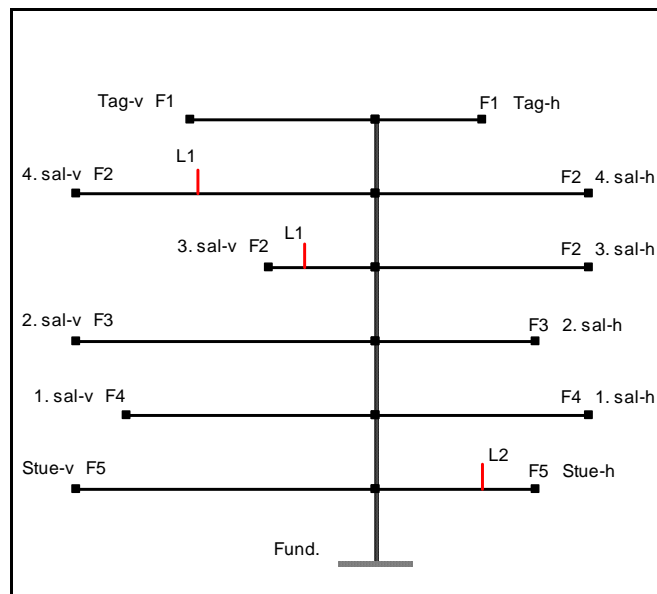 Tag-v F1
F1 Tag-h
L1
4. sal-v F2
F2 4. sal-h
L1
3. sal-v F2
F2 3. sal-h
2. sal-v F3
F3 2. sal-h
1. sal-v F4
F4 1. sal-h
L2
Stue-v F5
F5 Stue-h
Fund.